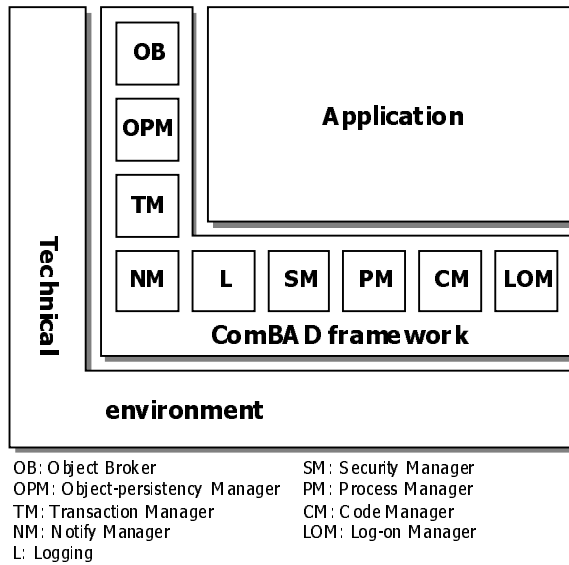 OB
OPM
Application
TM
Technical
NM
L
SM
PM
CM
LOM
ComBAD framework
environment
OB: Object Broker
OPM: Object-persistency Manager
TM: Transaction Manager
NM: Notify Manager
L: Logging
SM: Security Manager
PM: Process Manager
CM: Code Manager
LOM: Log-on Manager